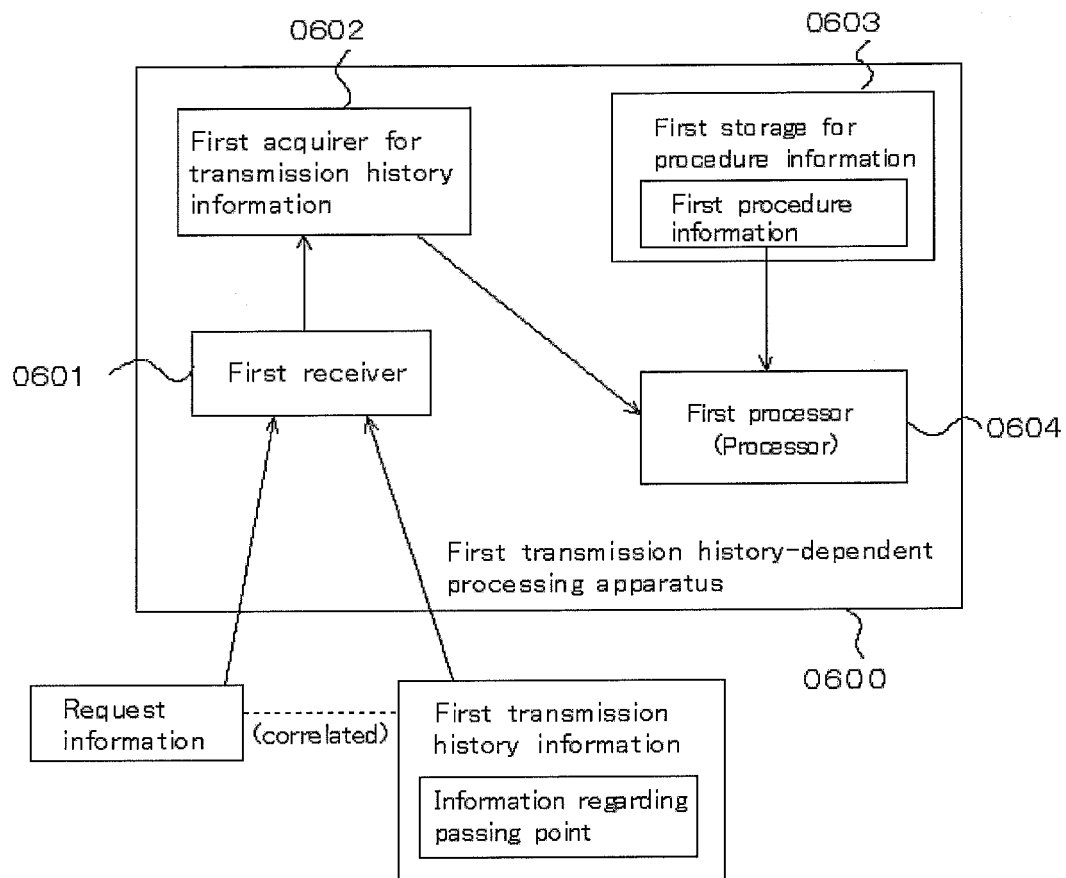 0602
0603
First acquirer for
transmission history
information
First storage for
procedure information
First procedure
information
0601
First receiver
First processor
(Processor)
0604
First transmission history-dependent
processing apparatus
0600
Request
information
(correlated)
First transmission
history information
Information regarding
passing point